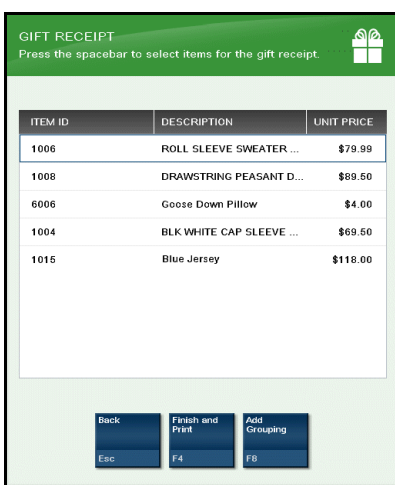 GIFT RECEIPT
Press the spacebar to select items for the gift receipt.
ITEM ID DESCRIPTION UNIT PRICE
1006 ROLL SLEEVE SWEATER ... $79.99
1008 DRAWSTRING PEASANT D... $89.50
6006 Goose Down Pillow $4.00
1004 BLK WHITE CAP SLEEVE ... $69.50
1015 Blue Jersey $118.00
Back
Esc
Finish and
Print
F4
Add
Grouping
F8